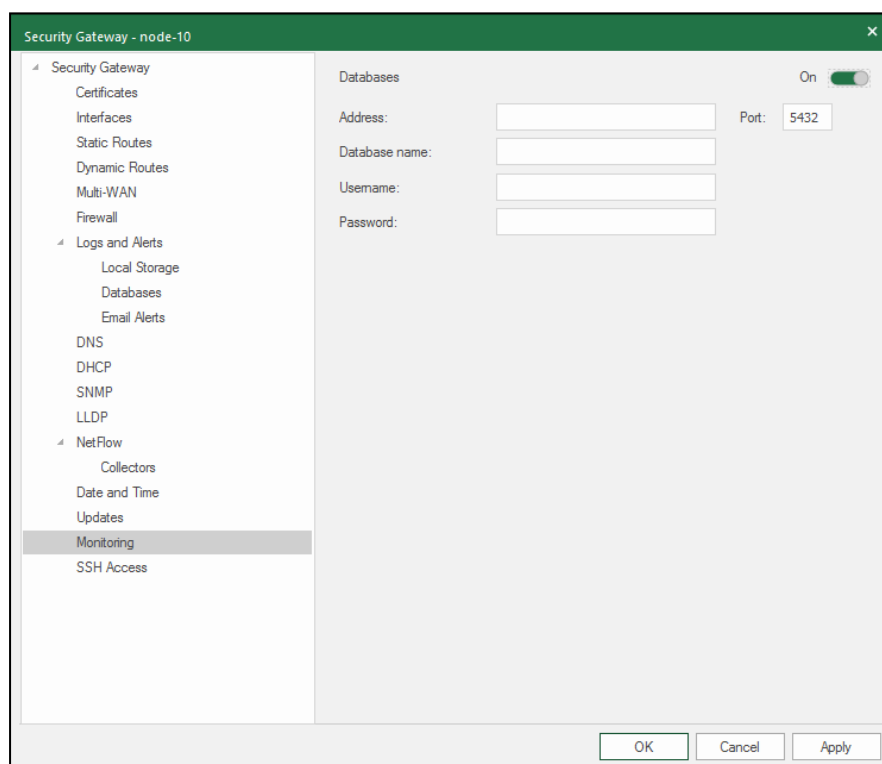 Security Gateway - node-10
Security Gateway
Certificates
Interfaces
Static Routes
Dynamic Routes
Multi-WAN
Firewall
Logs and Alerts
Local Storage
Databases
Email Alerts
DNS
DHCP
SNMP
LLDP
NetFlow
Collectors
Date and Time
Updates
Monitoring
SSH Access
Databases On
Address: Port: 5432
Database name:
Username:
Password:
OK Cancel Apply